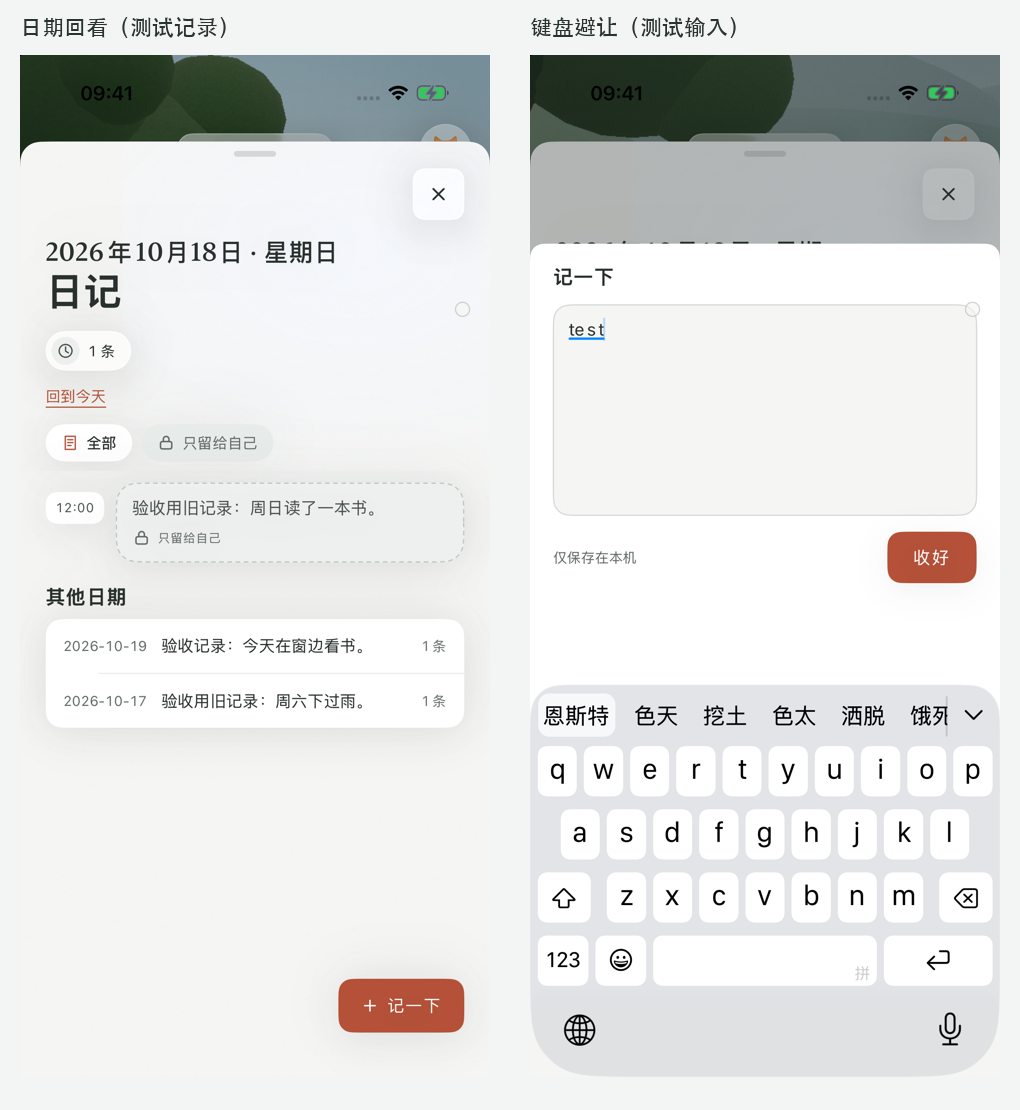 日期回看（测试记录）
09:41
2026年10月18日 · 星期日
日记
1 条
回到今天
全部
只留给自己
12:00
验收用旧记录：周日读了一本书。
只留给自己
其他日期
2026-10-19 验收记录：今天在窗边看书。 1 条
2026-10-17 验收用旧记录：周六下过雨。 1 条
+ 记一下
键盘避让（测试输入）
09:41
记一下
test
仅保存在本机
收好
恩斯特 色天 挖土 色太 洒脱 饿死
q w e r t y u i o p
a s d f g h j k l
z x c v b n m
123
拼